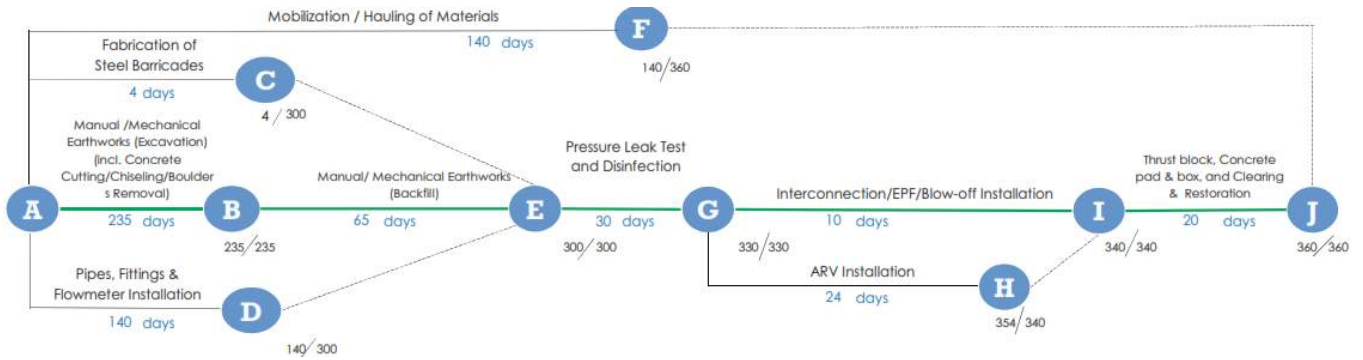 Mobilization / Hauling of Materials
140 days
F
140/360
Fabrication of
Steel Barricades
4 days
C
4/300
Manual /Mechanical
Earthworks (Excavation)
(incl. Concrete
Cutting/Chiseling/Boulder
s Removal)
A
235 days
B
235/235
Manual/ Mechanical Earthworks
(Backfill)
65 days
E
300/300
Pressure Leak Test
and Disinfection
30 days
G
330/330
Interconnection/EPF/Blow-off Installation
10 days
I
340/340
Thrust block, Concrete
pad & box, and Clearing
& Restoration
20 days
J
360/360
Pipes, Fittings &
Flowmeter Installation
140 days
D
140/300
ARV Installation
24 days
H
354/340